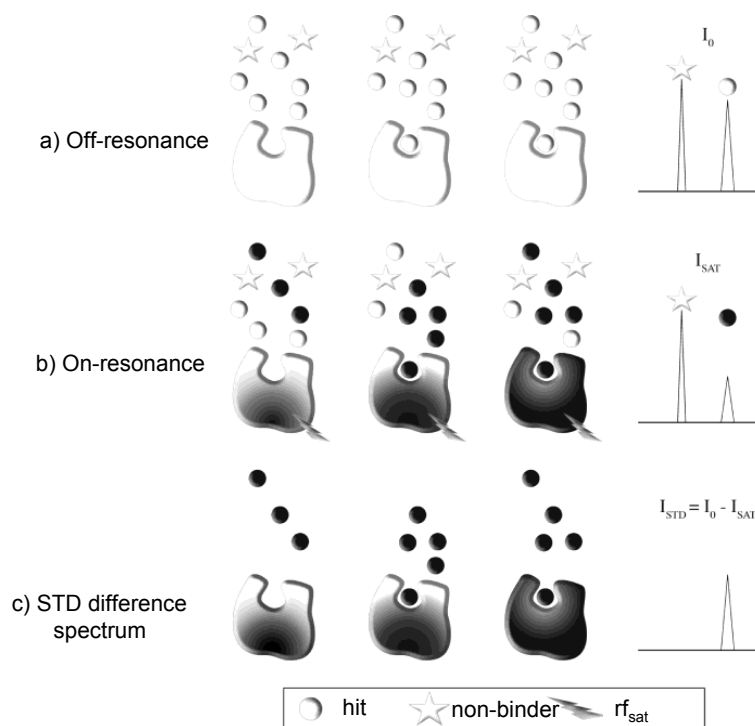 I0
a) Off-resonance
ISAT
b) On-resonance
ISTD = I0 - ISAT
c) STD difference
spectrum
hit
non-binder
rfsat